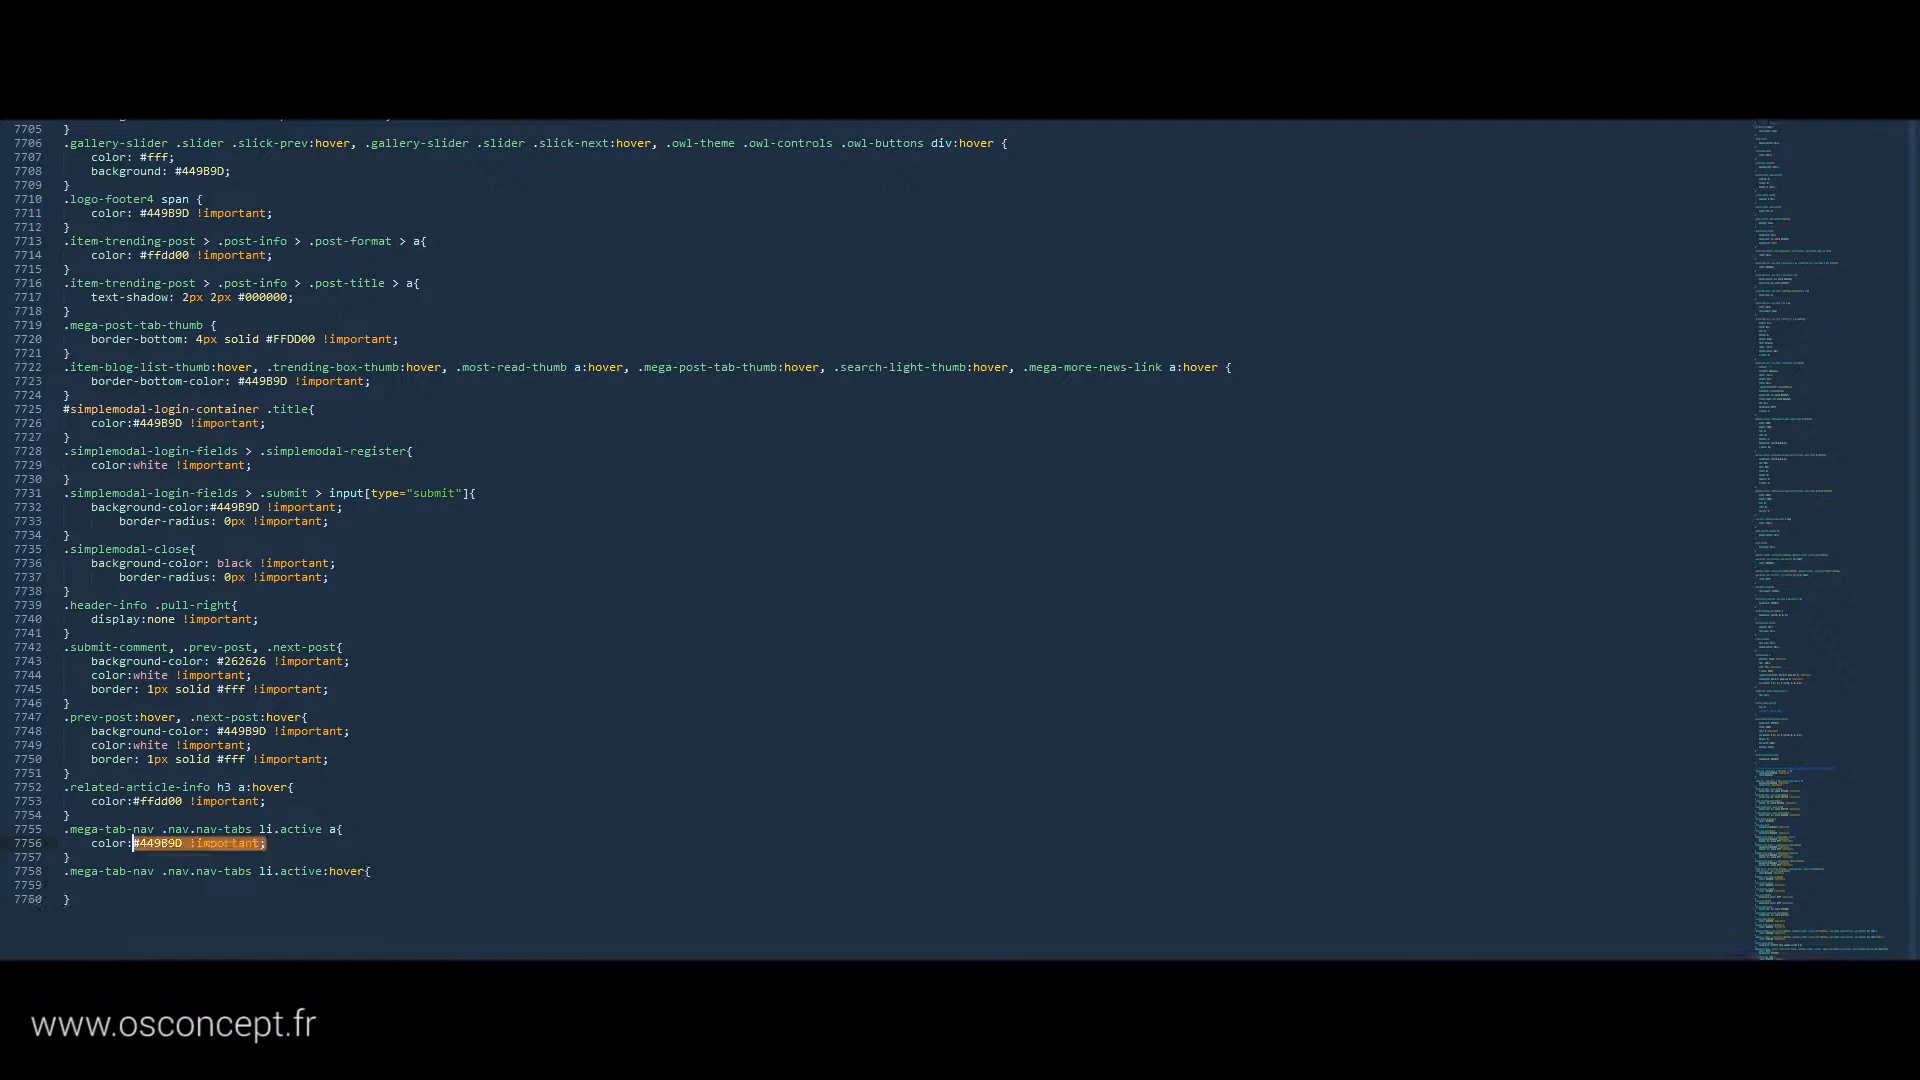 7705 }
7706 .gallery-slider .slider .slick-prev:hover, .gallery-slider .slider .slick-next:hover, .owl-theme .owl-controls .owl-buttons div:hover {
7707 color: #fff;
7708 background: #449B9D;
7709 }
7710 .logo-footer4 span {
7711 color: #449B9D !important;
7712 }
7713 .item-trending-post > .post-info > .post-format > a{
7714 color: #ffdd00 !important;
7715 }
7716 .item-trending-post > .post-info > .post-title > a{
7717 text-shadow: 2px 2px #000000;
7718 }
7719 .mega-post-tab-thumb {
7720 border-bottom: 4px solid #FFDD00 !important;
7721 }
7722 .item-blog-list-thumb:hover, .trending-box-thumb:hover, .most-read-thumb a:hover, .mega-post-tab-thumb:hover, .search-light-thumb:hover, .mega-more-news-link a:hover {
7723 border-bottom-color: #449B9D !important;
7724 }
7725 #simplemodal-login-container .title{
7726 color:#449B9D !important;
7727 }
7728 .simplemodal-login-fields > .simplemodal-register{
7729 color:white !important;
7730 }
7731 .simplemodal-login-fields > .submit > input[type="submit"]{
7732 background-color:#449B9D !important;
7733 border-radius: 0px !important;
7734 }
7735 .simplemodal-close{
7736 background-color: black !important;
7737 border-radius: 0px !important;
7738 }
7739 .header-info .pull-right{
7740 display:none !important;
7741 }
7742 .submit-comment, .prev-post, .next-post{
7743 background-color: #262626 !important;
7744 color:white !important;
7745 border: 1px solid #fff !important;
7746 }
7747 .prev-post:hover, .next-post:hover{
7748 background-color: #449B9D !important;
7749 color:white !important;
7750 border: 1px solid #fff !important;
7751 }
7752 .related-article-info h3 a:hover{
7753 color:#ffdd00 !important;
7754 }
7755 .mega-tab-nav .nav.nav-tabs li.active a{
7756 color:#449B9D !important;
7757 }
7758 .mega-tab-nav .nav.nav-tabs li.active:hover{
7759
7760 }
www.osconcept.fr